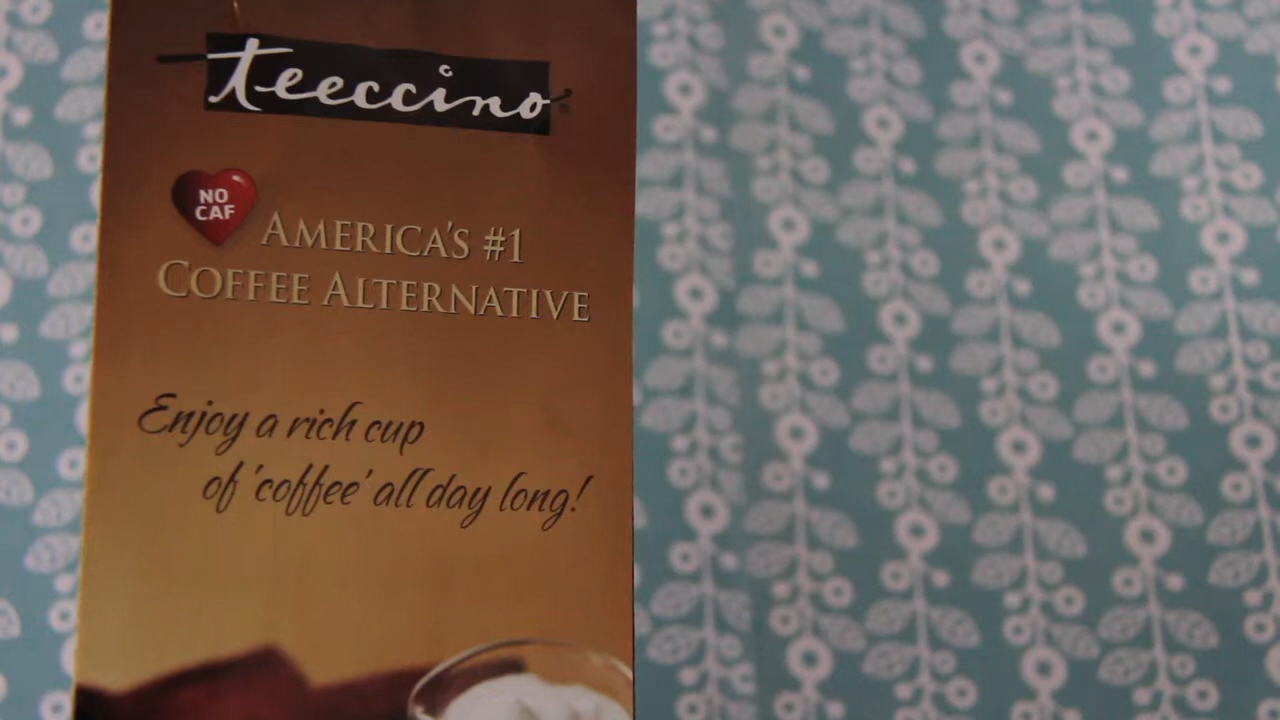 teeccino
NO
CAF
AMERICA'S #1
COFFEE ALTERNATIVE
Enjoy a rich cup
of 'coffee' all day long!